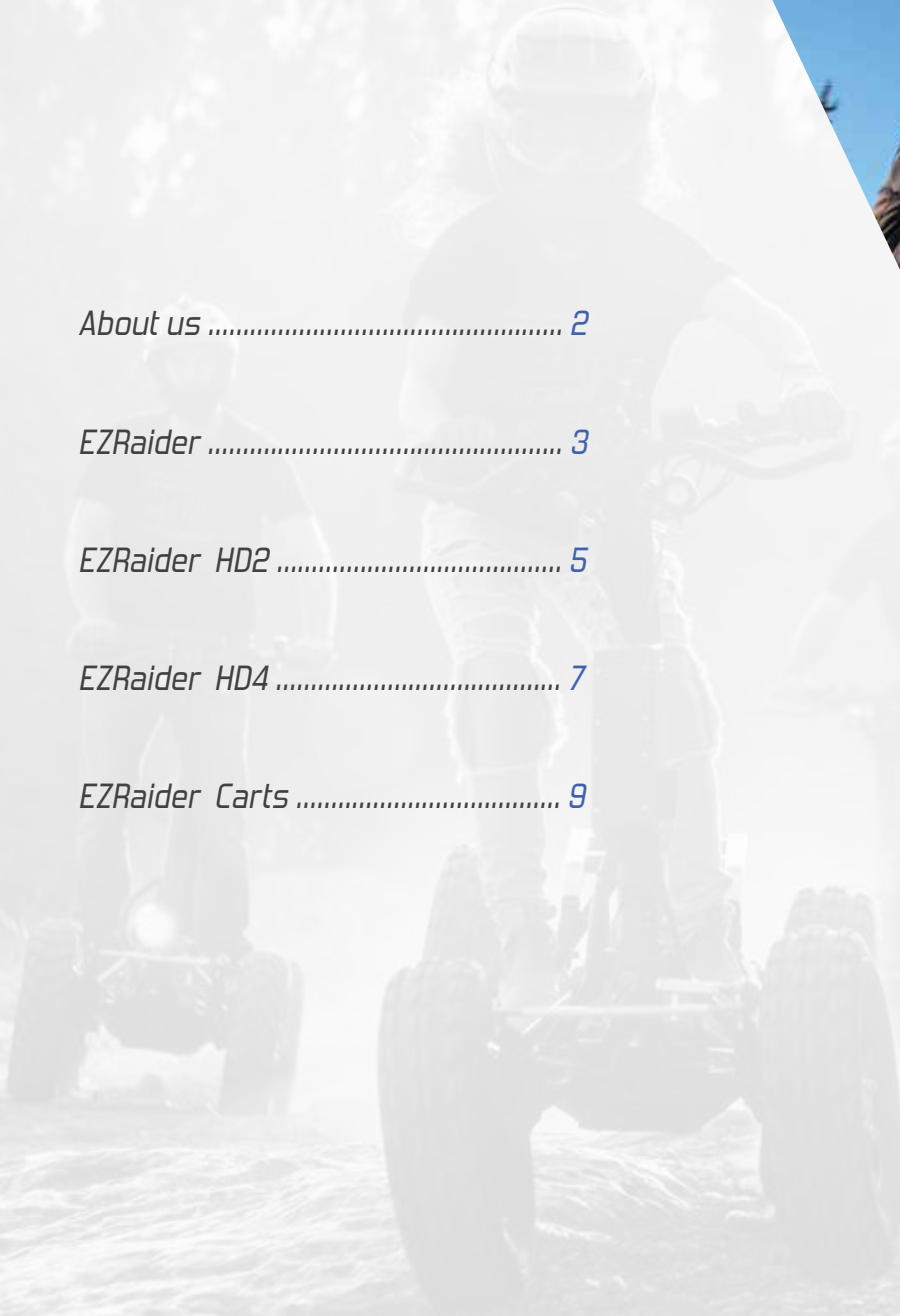 About us ................................................... 2
EZRaider ................................................... 3
EZRaider HD2 ......................................... 5
EZRaider HD4 ......................................... 7
EZRaider Carts ...................................... 9